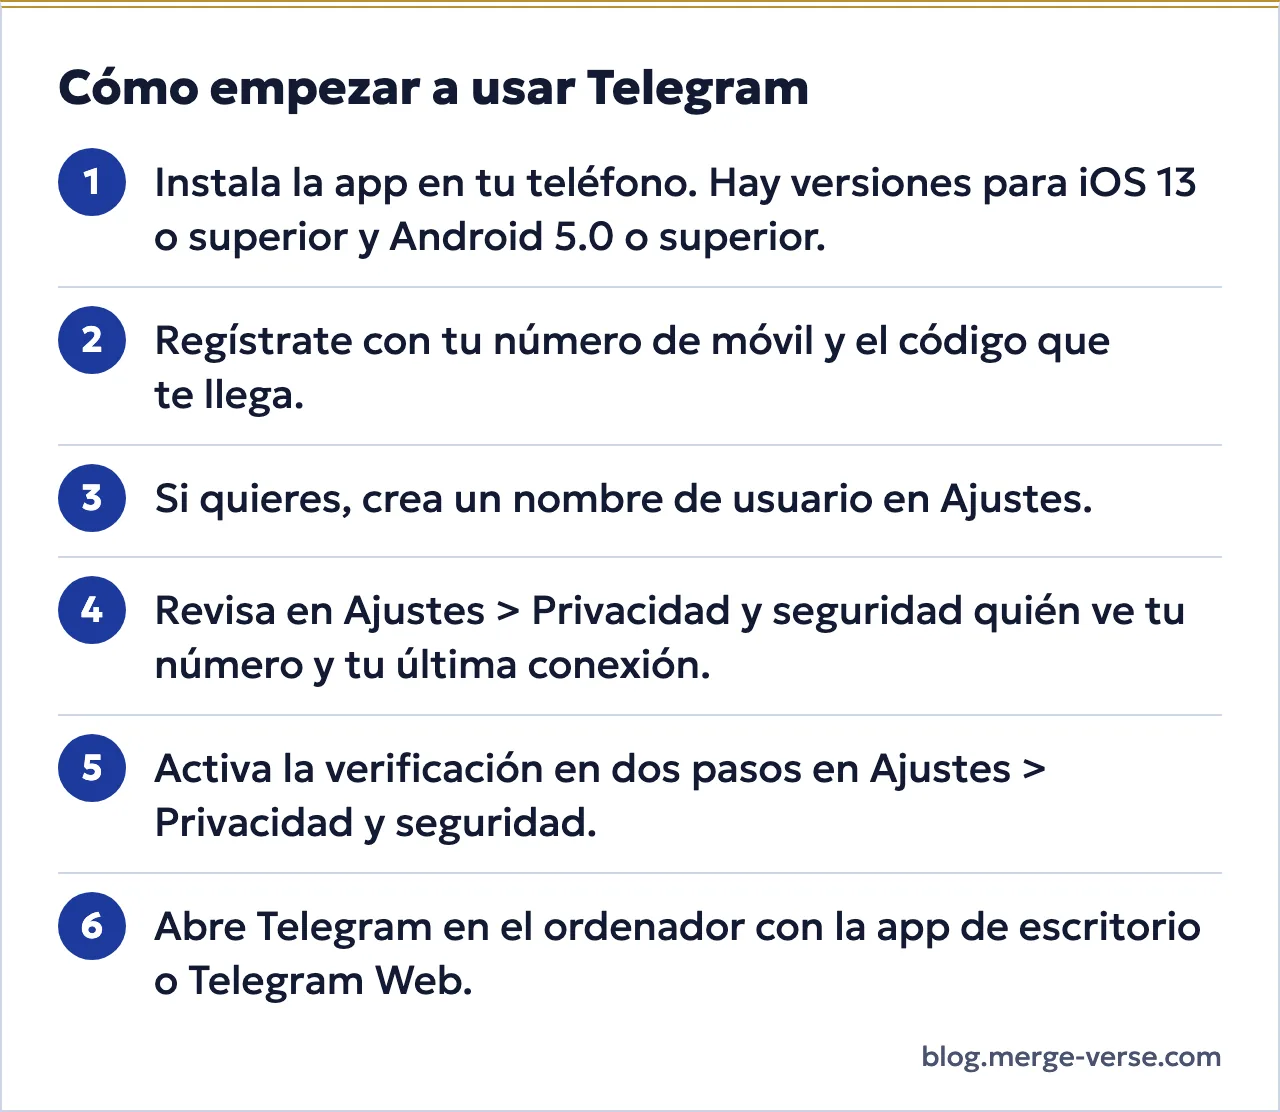 Cómo empezar a usar Telegram
1
Instala la app en tu teléfono. Hay versiones para iOS 13
o superior y Android 5.0 o superior.
2
Regístrate con tu número de móvil y el código que
te llega.
3
Si quieres, crea un nombre de usuario en Ajustes.
4
Revisa en Ajustes > Privacidad y seguridad quién ve tu
número y tu última conexión.
5
Activa la verificación en dos pasos en Ajustes >
Privacidad y seguridad.
6
Abre Telegram en el ordenador con la app de escritorio
o Telegram Web.
blog.merge-verse.com